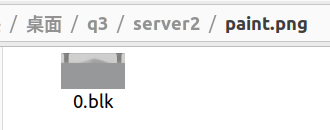 / 桌面 / q3 / server2 / paint.png
0.blk